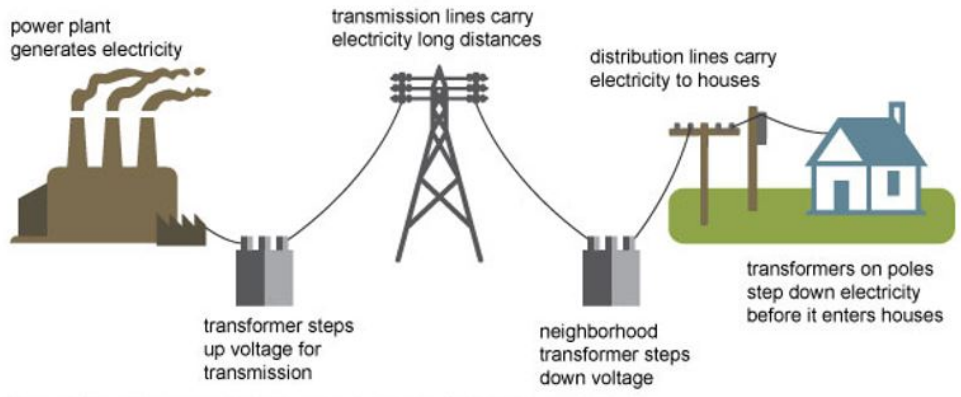 power plant
generates electricity
transmission lines carry
electricity long distances
distribution lines carry
electricity to houses
transformer steps
up voltage for
transmission
neighborhood
transformer steps
down voltage
transformers on poles
step down electricity
before it enters houses